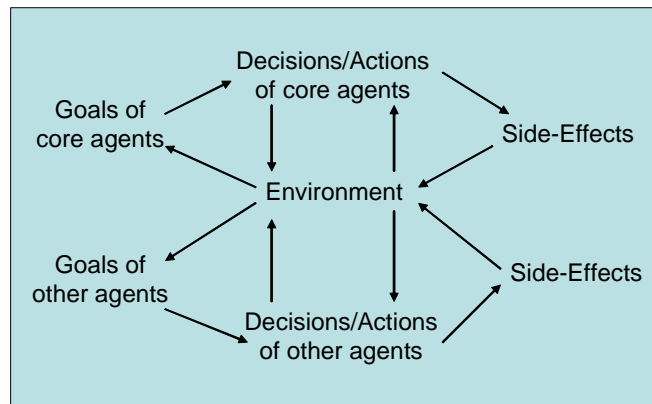 Decisions/Actions
of core agents
Goals of
core agents
Side-Effects
Environment
Goals of
other agents
Side-Effects
Decisions/Actions
of other agents